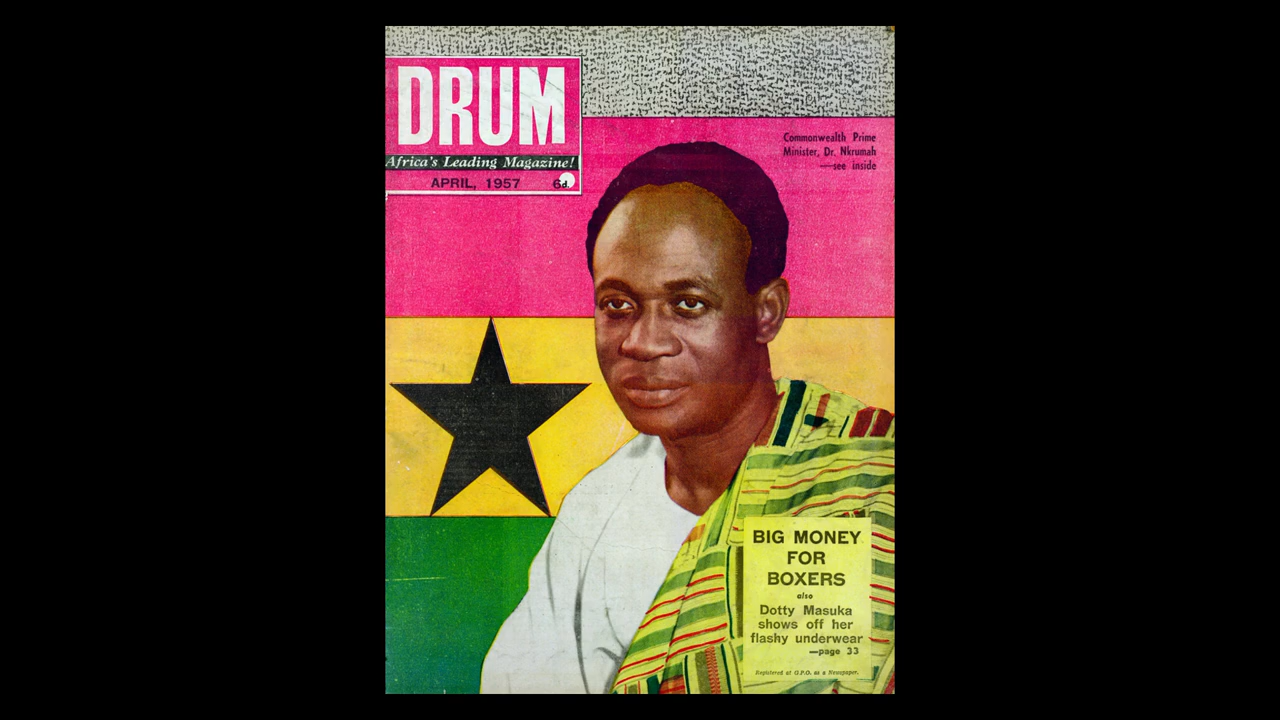 DRUM
Africa's Leading Magazine!
APRIL, 1957 6d.
Commonwealth Prime
Minister, Dr. Nkrumah
—see inside
BIG MONEY
FOR
BOXERS
also
Dotty Masuka
shows off her
flashy underwear
—page 33
Registered at G.P.O. as a Newspaper.